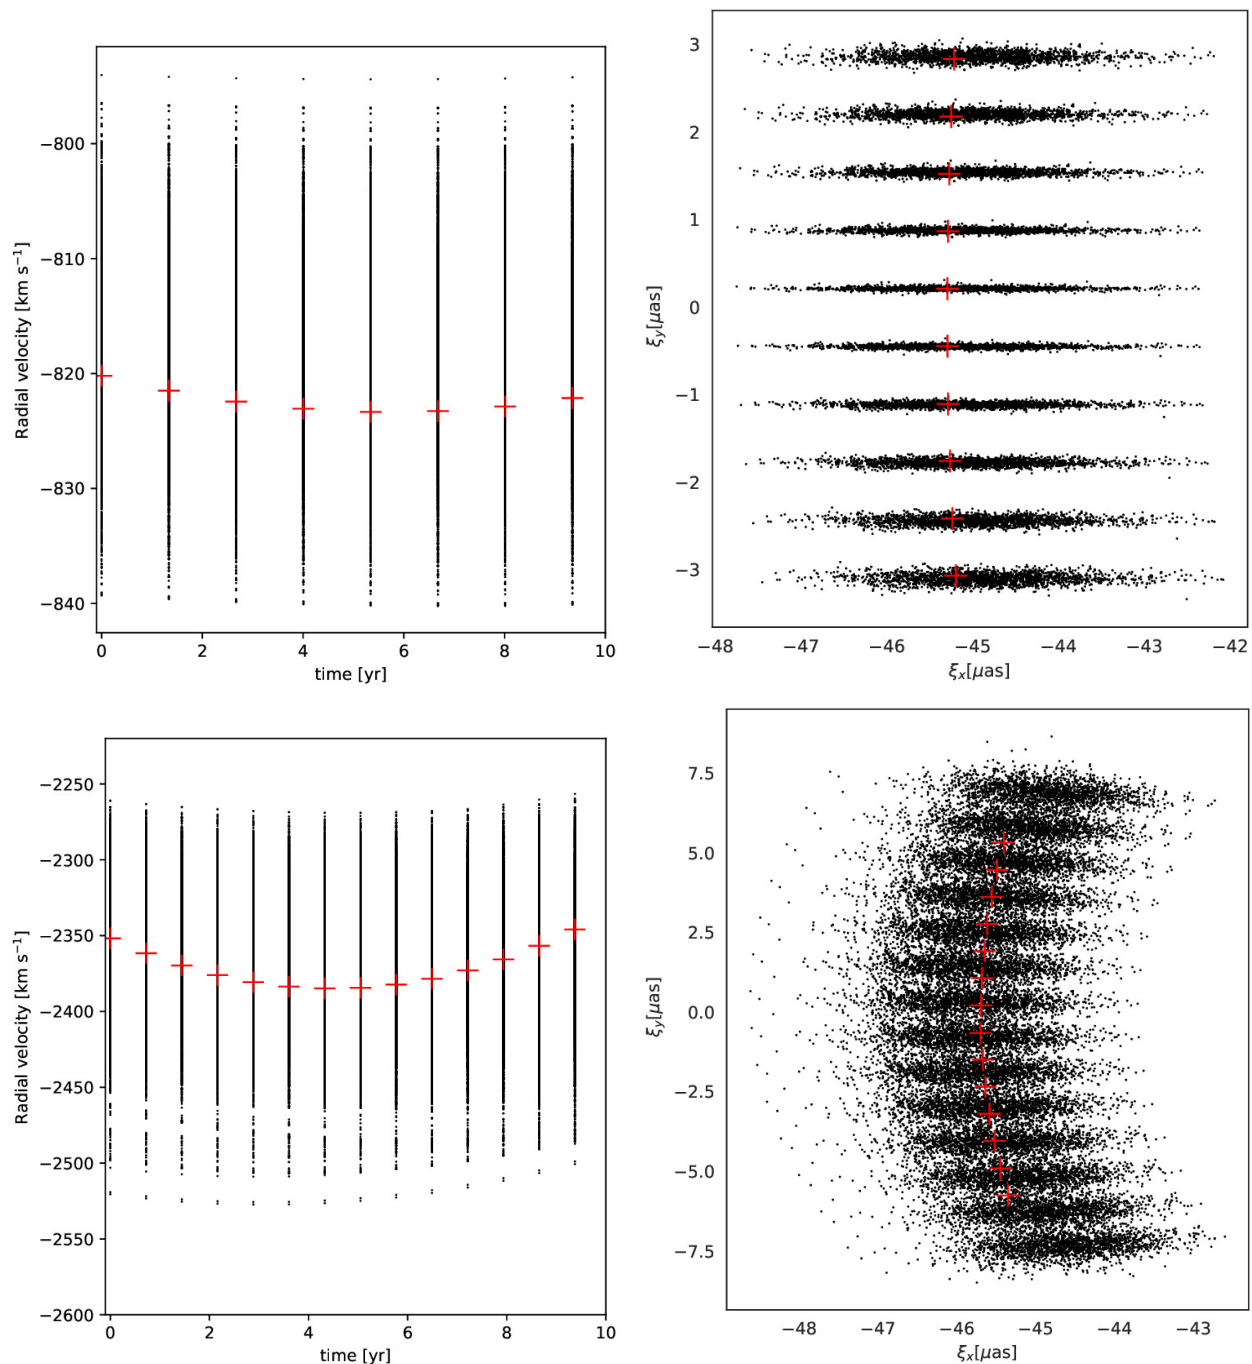 Radial velocity [km s⁻¹]
−800
−810
−820
−830
−840
0 2 4 6 8 10
time [yr]
ξy[μas]
3
2
1
0
−1
−2
−3
−48 −47 −46 −45 −44 −43 −42
ξx[μas]
Radial velocity [km s⁻¹]
−2250
−2300
−2350
−2400
−2450
−2500
−2550
−2600
0 2 4 6 8 10
time [yr]
ξy[μas]
7.5
5.0
2.5
0.0
−2.5
−5.0
−7.5
−48 −47 −46 −45 −44 −43
ξx[μas]